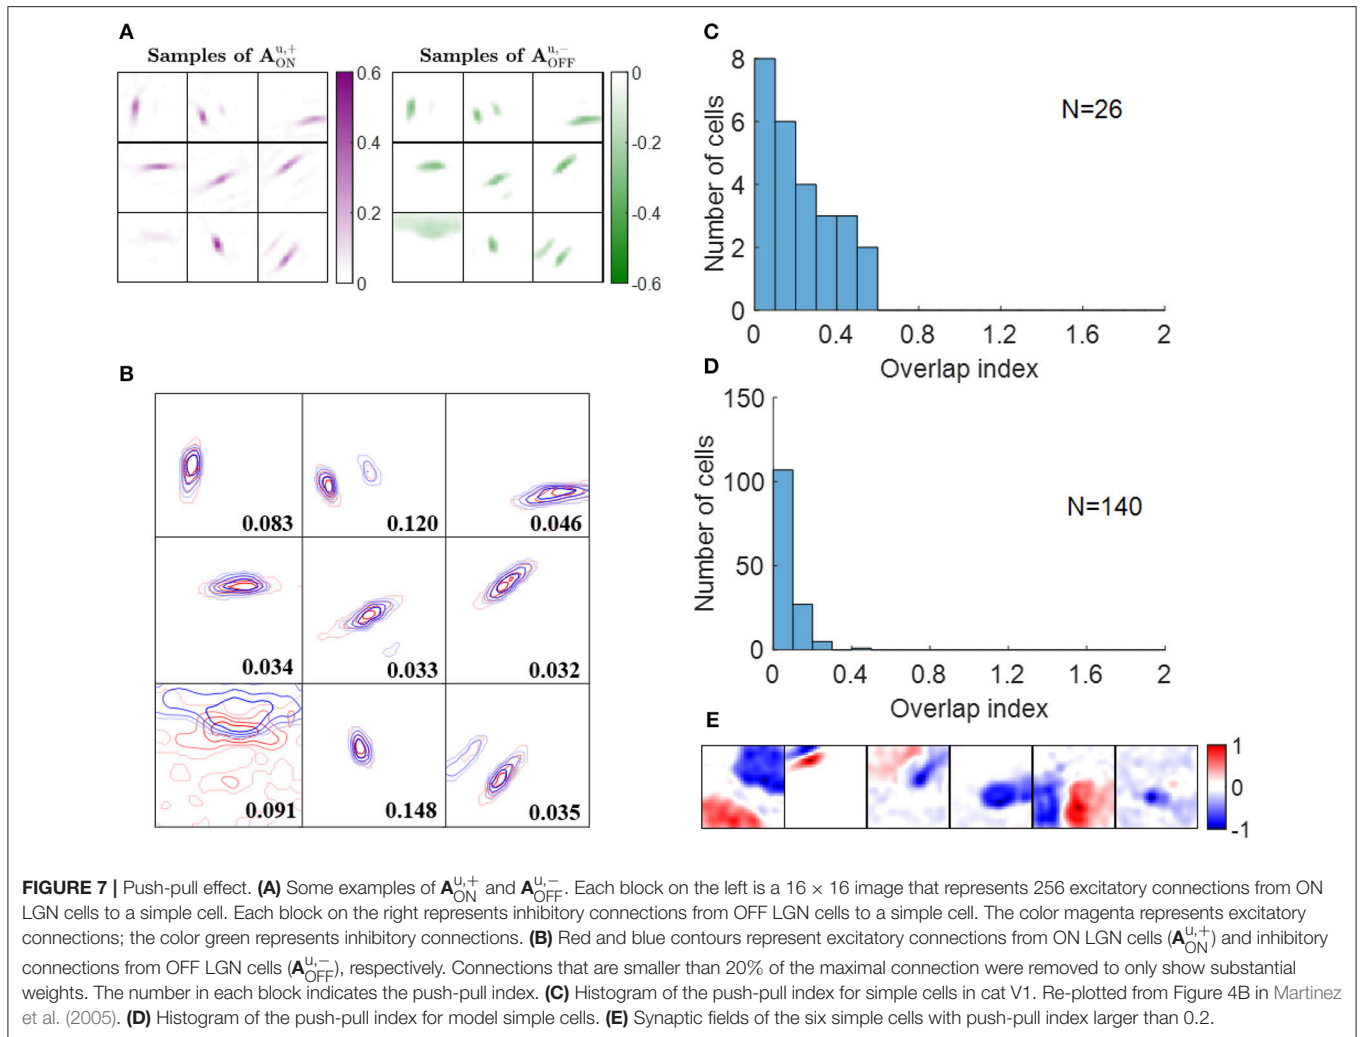 A
Samples of A^{u,+}_{ON}
Samples of A^{u,−}_{OFF}
0.6
0.4
0.2
0
0
-0.2
-0.4
-0.6
B
0.083
0.120
0.046
0.034
0.033
0.032
0.091
0.148
0.035
C
8
6
4
2
0
Number of cells
N=26
0
0.4
0.8
1.2
1.6
2
Overlap index
D
150
100
50
0
Number of cells
N=140
0
0.4
0.8
1.2
1.6
2
Overlap index
E
1
0
-1
FIGURE 7 | Push-pull effect. (A) Some examples of A^{u,+}_{ON} and A^{u,−}_{OFF}. Each block on the left is a 16 × 16 image that represents 256 excitatory connections from ON
LGN cells to a simple cell. Each block on the right represents inhibitory connections from OFF LGN cells to a simple cell. The color magenta represents excitatory
connections; the color green represents inhibitory connections. (B) Red and blue contours represent excitatory connections from ON LGN cells (A^{u,+}_{ON}) and inhibitory
connections from OFF LGN cells (A^{u,−}_{OFF}), respectively. Connections that are smaller than 20% of the maximal connection were removed to only show substantial
weights. The number in each block indicates the push-pull index. (C) Histogram of the push-pull index for simple cells in cat V1. Re-plotted from Figure 4B in Martinez
et al. (2005). (D) Histogram of the push-pull index for model simple cells. (E) Synaptic fields of the six simple cells with push-pull index larger than 0.2.